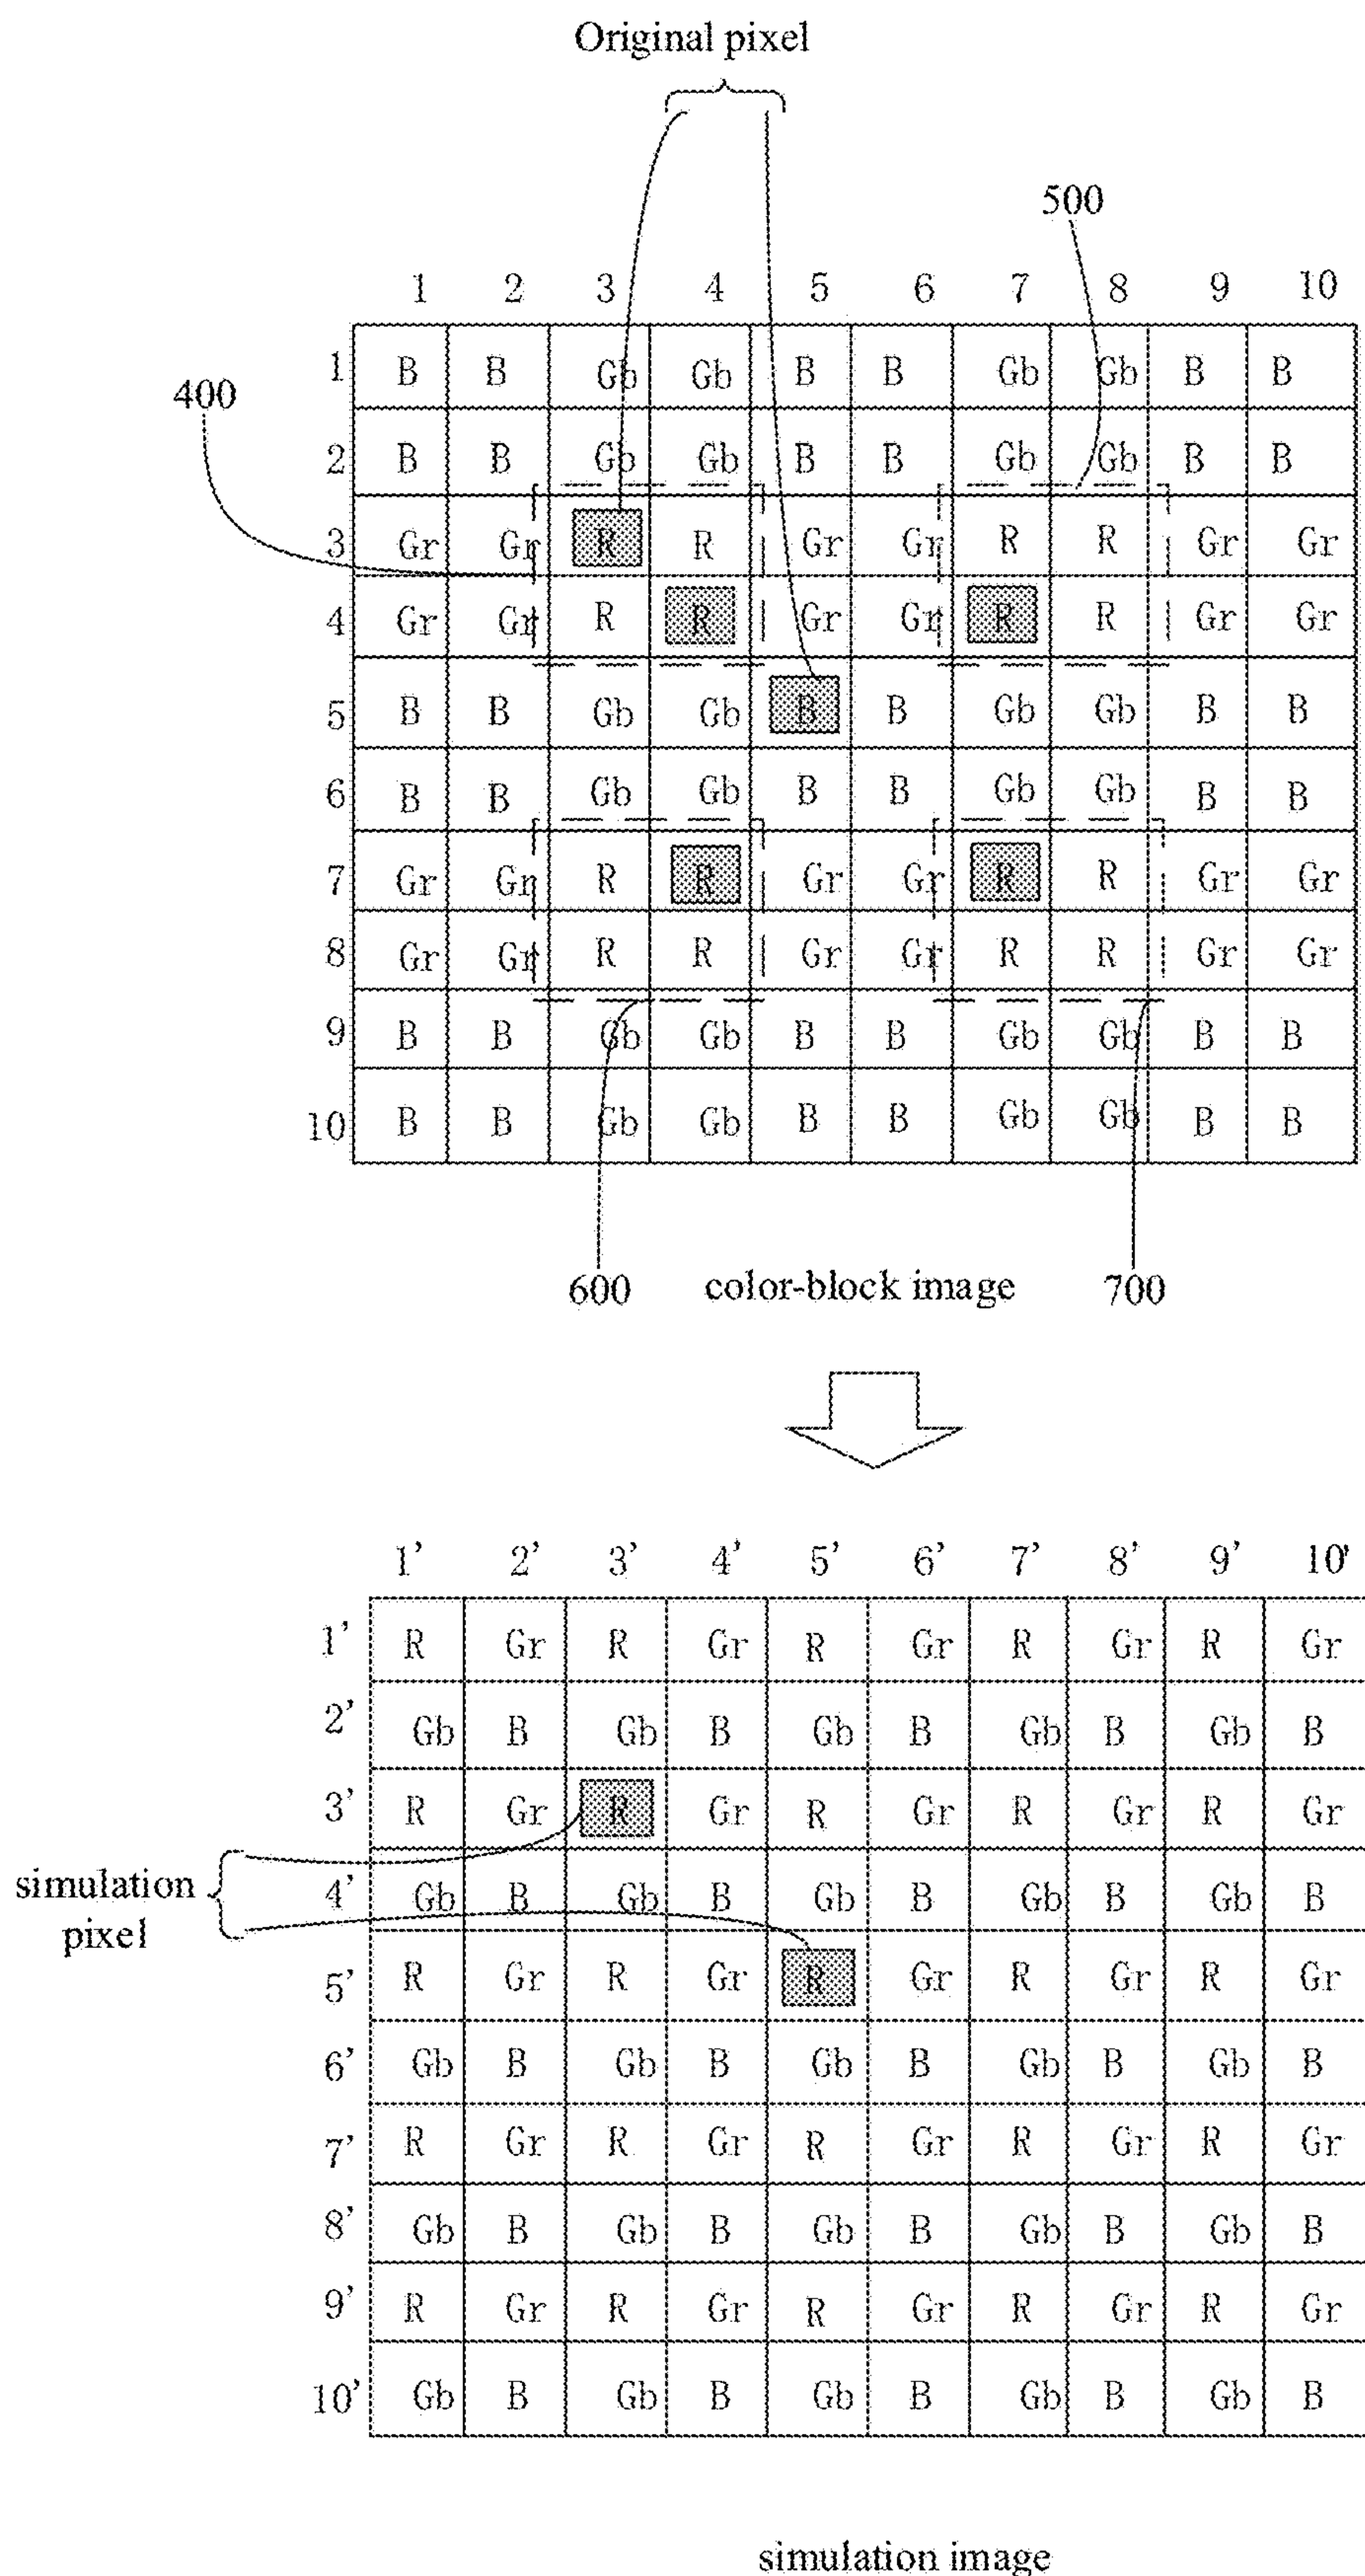 Original pixel
500
1 2 3 4 5 6 7 8 9 10
1 B B Gb Gb B B Gb Gb B B
400
2 B B Gb Gb B B Gb Gb B B
3 Gr Gr R R Gr Gr R R Gr Gr
4 Gr Gr R R Gr Gr R R Gr Gr
5 B B Gb Gb B B Gb Gb B B
6 B B Gb Gb B B Gb Gb B B
7 Gr Gr R R Gr Gr R R Gr Gr
8 Gr Gr R R Gr Gr R R Gr Gr
9 B B Gb Gb B B Gb Gb B B
10 B B Gb Gb B B Gb Gb B B
600 color-block image 700
1' 2' 3' 4' 5' 6' 7' 8' 9' 10'
1' R Gr R Gr R Gr R Gr R Gr
2' Gb B Gb B Gb B Gb B Gb B
3' R Gr R Gr R Gr R Gr R Gr
simulation
pixel
4' Gb B Gb B Gb B Gb B Gb B
5' R Gr R Gr R Gr R Gr R Gr
6' Gb B Gb B Gb B Gb B Gb B
7' R Gr R Gr R Gr R Gr R Gr
8' Gb B Gb B Gb B Gb B Gb B
9' R Gr R Gr R Gr R Gr R Gr
10' Gb B Gb B Gb B Gb B Gb B
simulation image